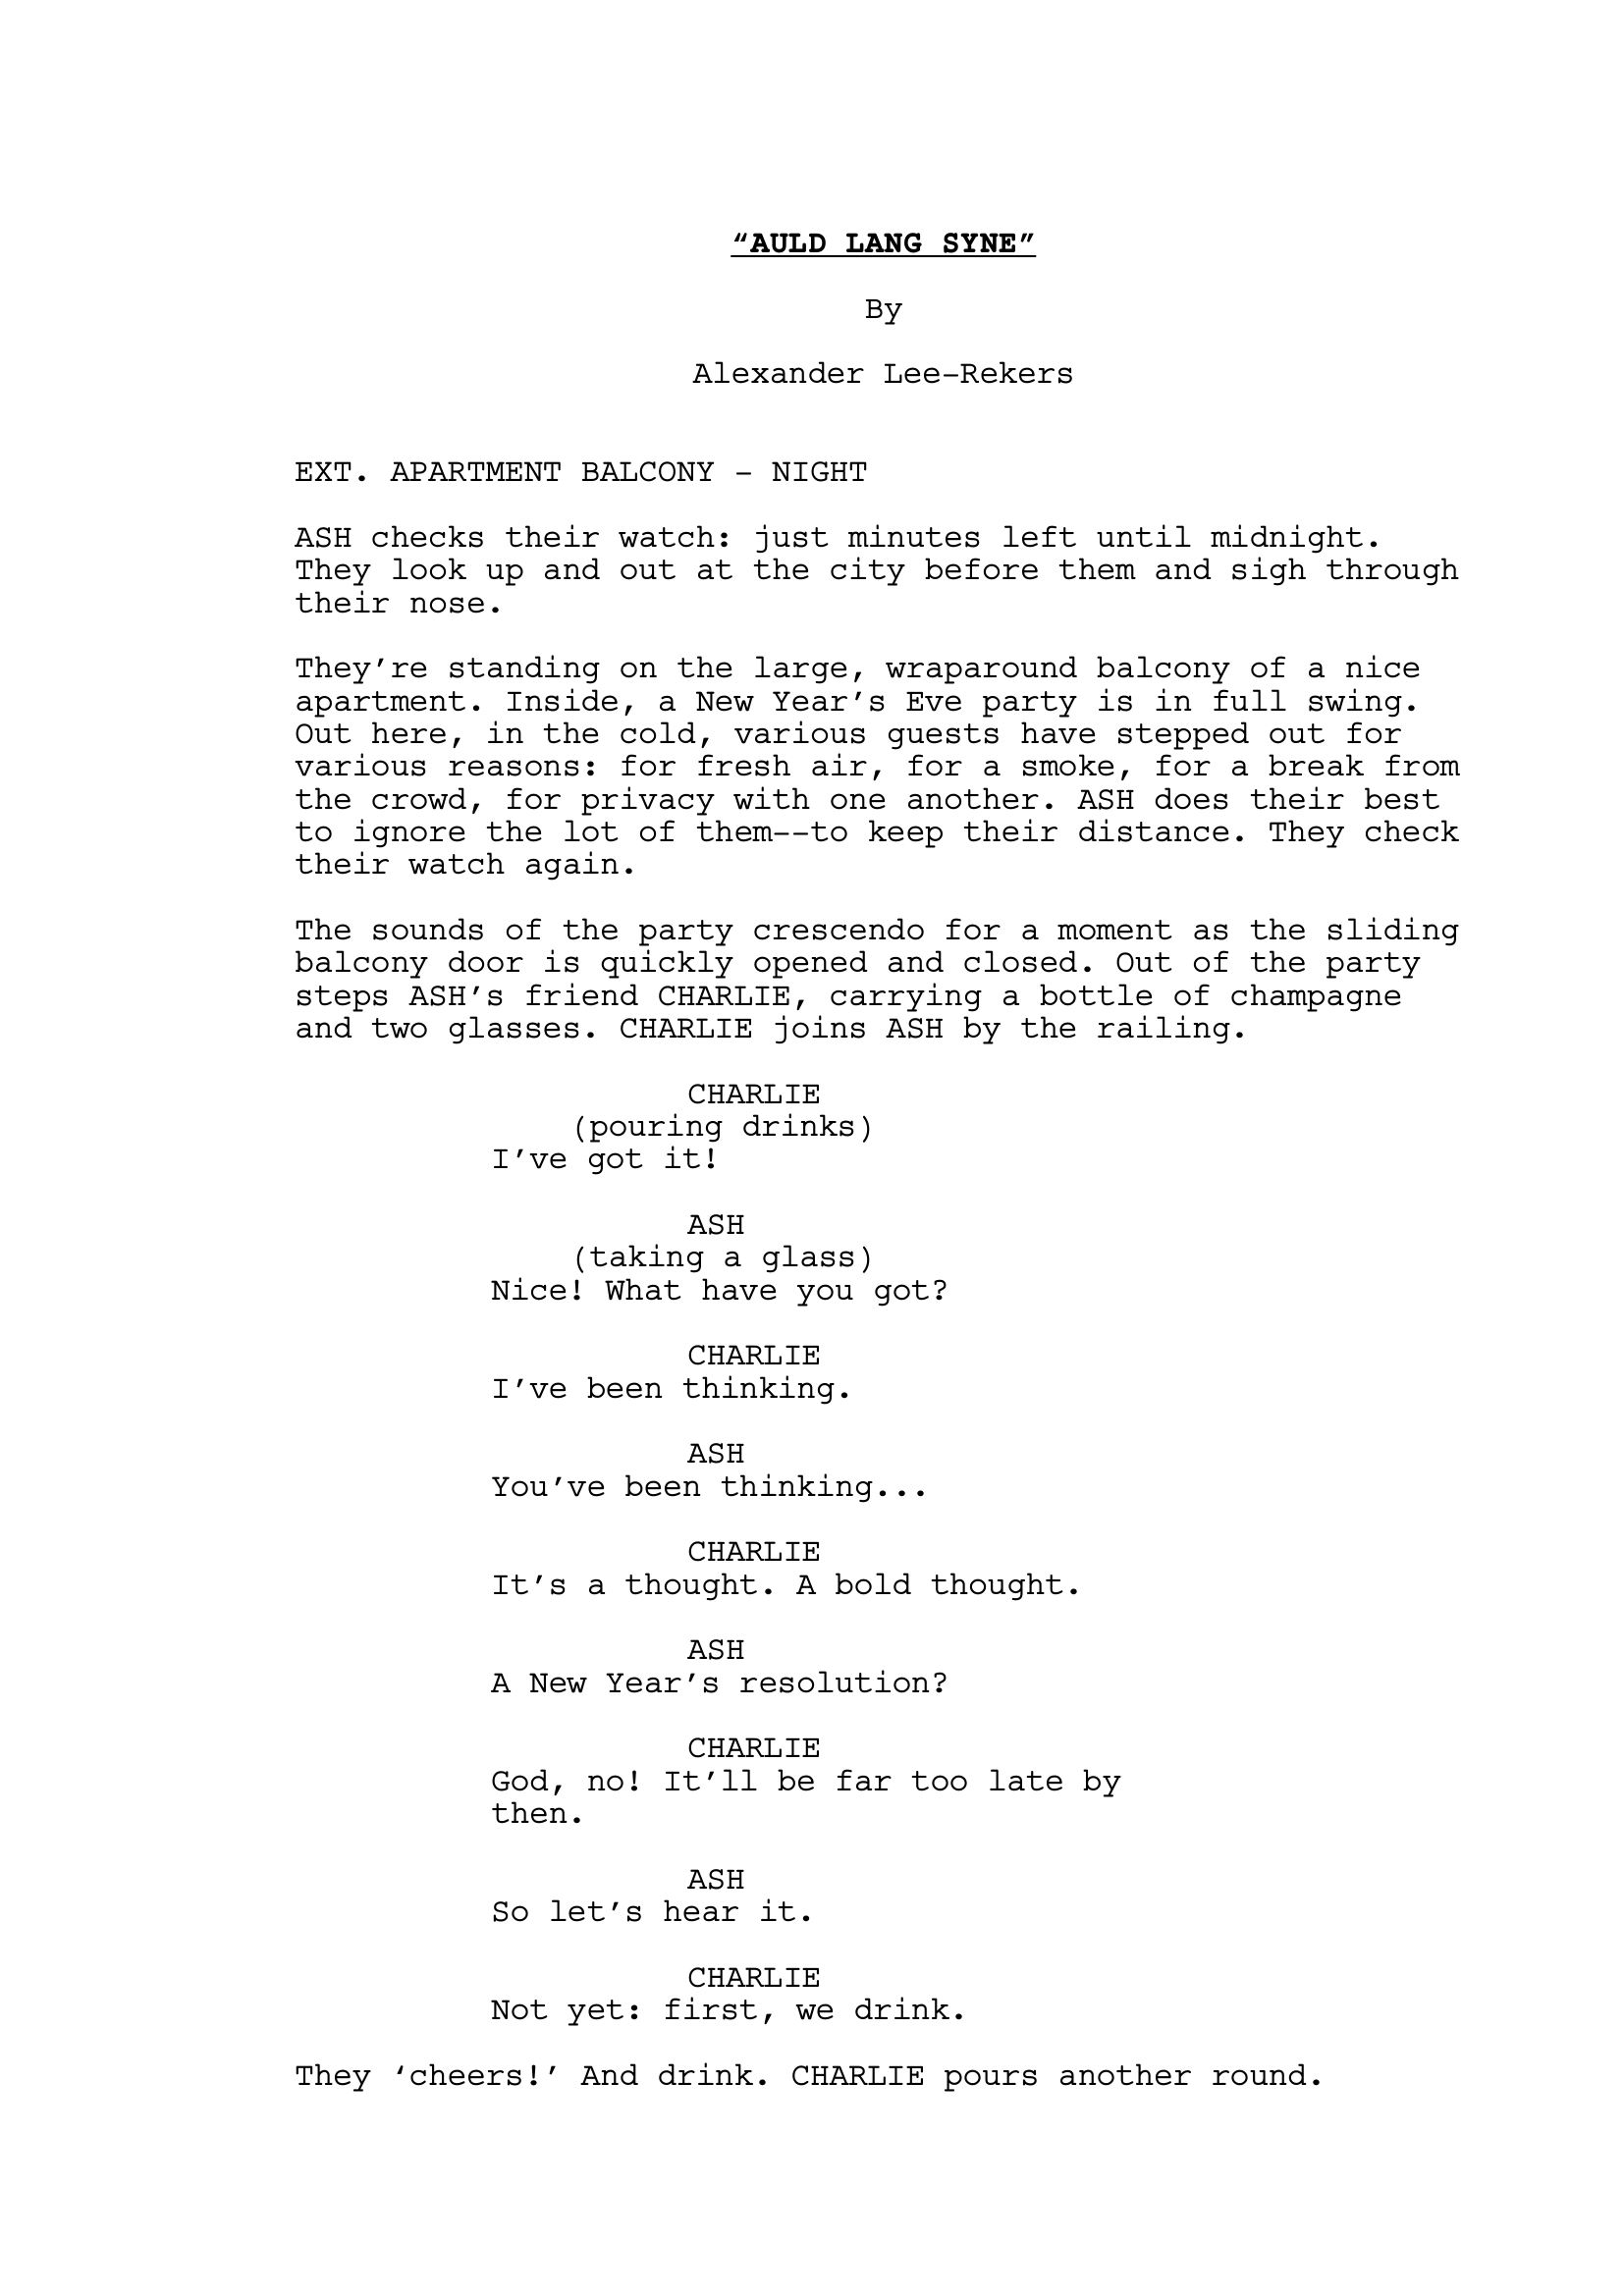 “AULD LANG SYNE”
By
Alexander Lee-Rekers
EXT. APARTMENT BALCONY - NIGHT
ASH checks their watch: just minutes left until midnight.
They look up and out at the city before them and sigh through
their nose.
They’re standing on the large, wraparound balcony of a nice
apartment. Inside, a New Year’s Eve party is in full swing.
Out here, in the cold, various guests have stepped out for
various reasons: for fresh air, for a smoke, for a break from
the crowd, for privacy with one another. ASH does their best
to ignore the lot of them--to keep their distance. They check
their watch again.
The sounds of the party crescendo for a moment as the sliding
balcony door is quickly opened and closed. Out of the party
steps ASH’s friend CHARLIE, carrying a bottle of champagne
and two glasses. CHARLIE joins ASH by the railing.
CHARLIE
(pouring drinks)
I’ve got it!
ASH
(taking a glass)
Nice! What have you got?
CHARLIE
I’ve been thinking.
ASH
You’ve been thinking...
CHARLIE
It’s a thought. A bold thought.
ASH
A New Year’s resolution?
CHARLIE
God, no! It’ll be far too late by
then.
ASH
So let’s hear it.
CHARLIE
Not yet: first, we drink.
They ‘cheers!’ And drink. CHARLIE pours another round.